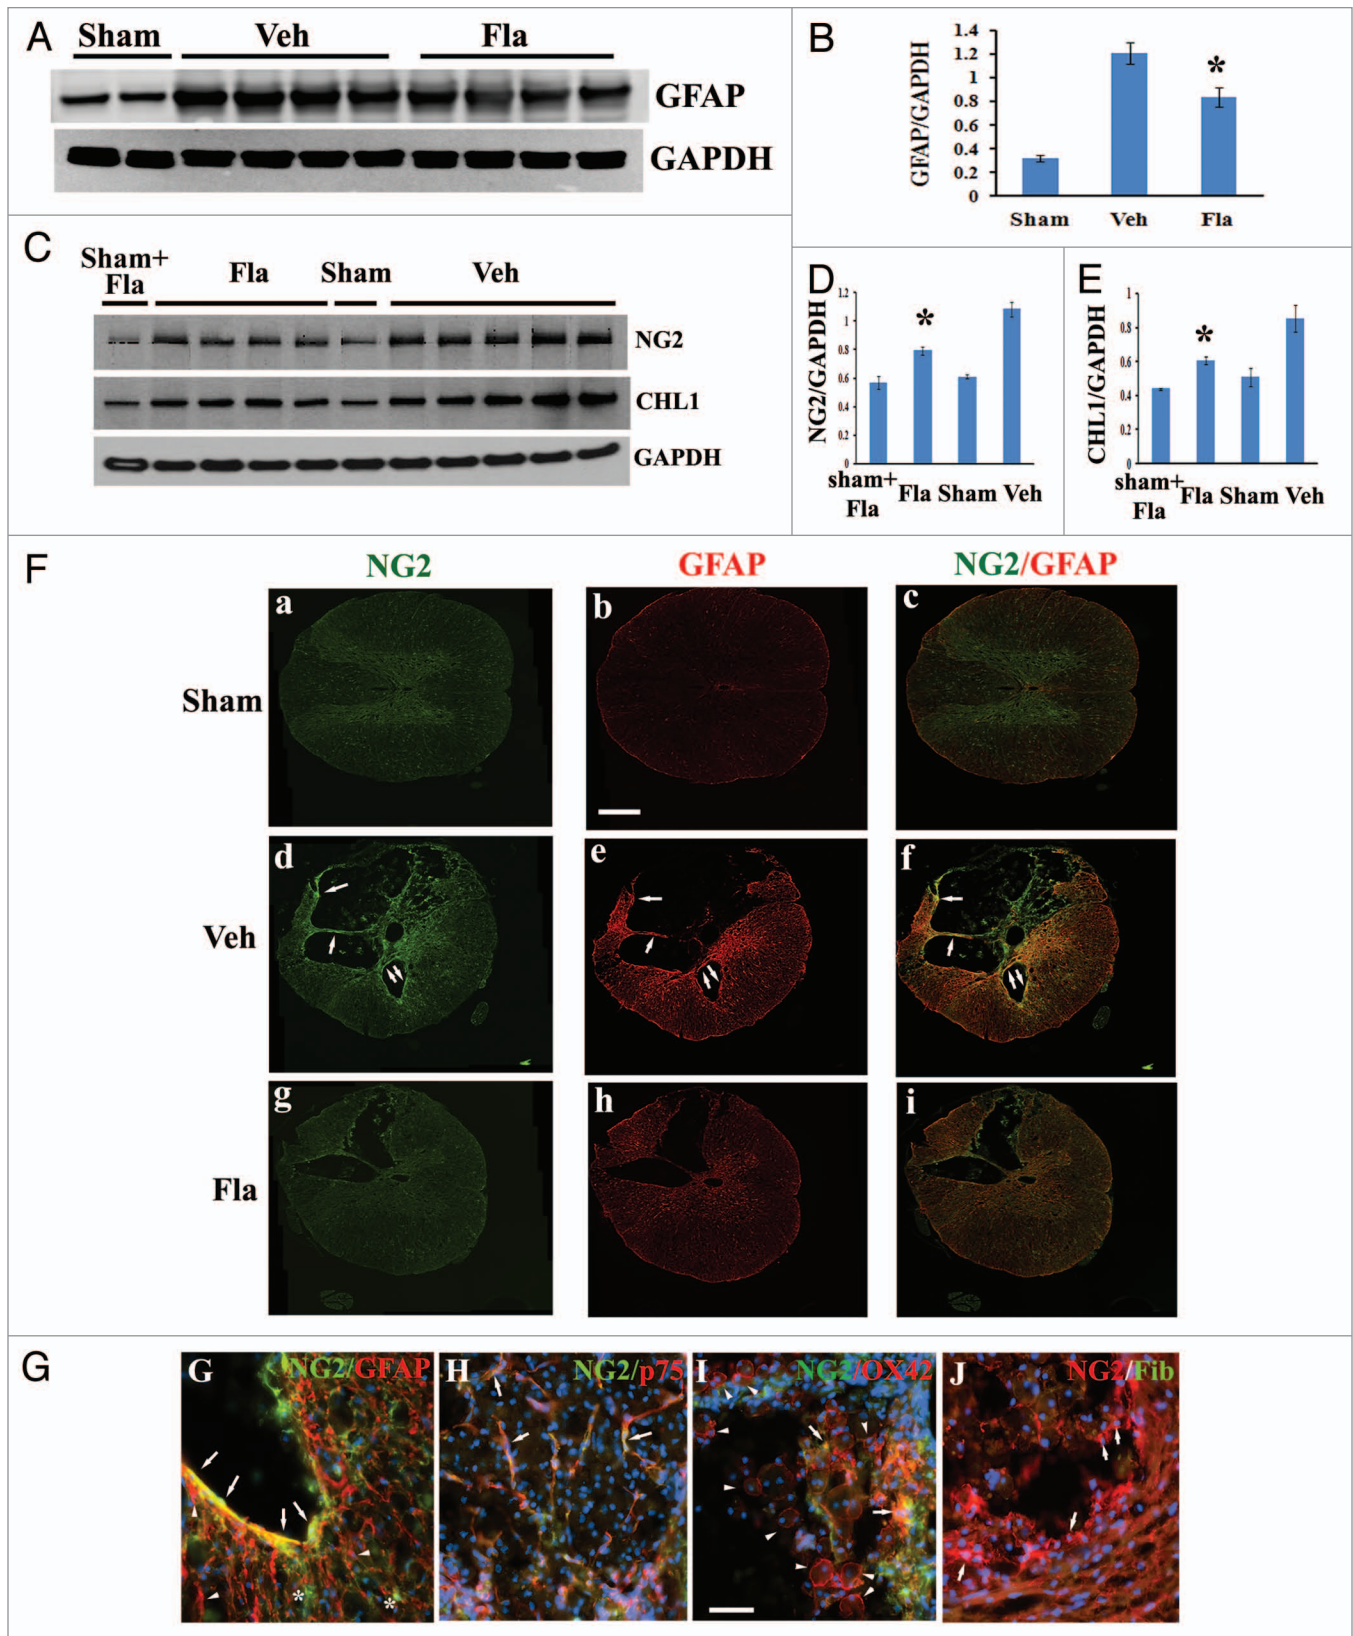 A
Sham Veh Fla
GFAP
GAPDH
B
GFAP/GAPDH
1.4
1.2
1
0.8
0.6
0.4
0.2
0
*
Sham Veh Fla
C
Sham+
Fla
Fla Sham Veh
NG2
CHL1
GAPDH
D
NG2/GAPDH
1.2
1
0.8
0.6
0.4
0.2
0
*
sham+
Fla
Fla Sham Veh
E
CHL1/GAPDH
1
0.8
0.6
0.4
0.2
0
*
sham+
Fla
Fla Sham Veh
F
NG2 GFAP NG2/GFAP
a b c
Sham
d e f
Veh
g h i
Fla
G
G NG2/GFAP
* *
H NG2/p75
I NG2/OX42
J NG2/Fib